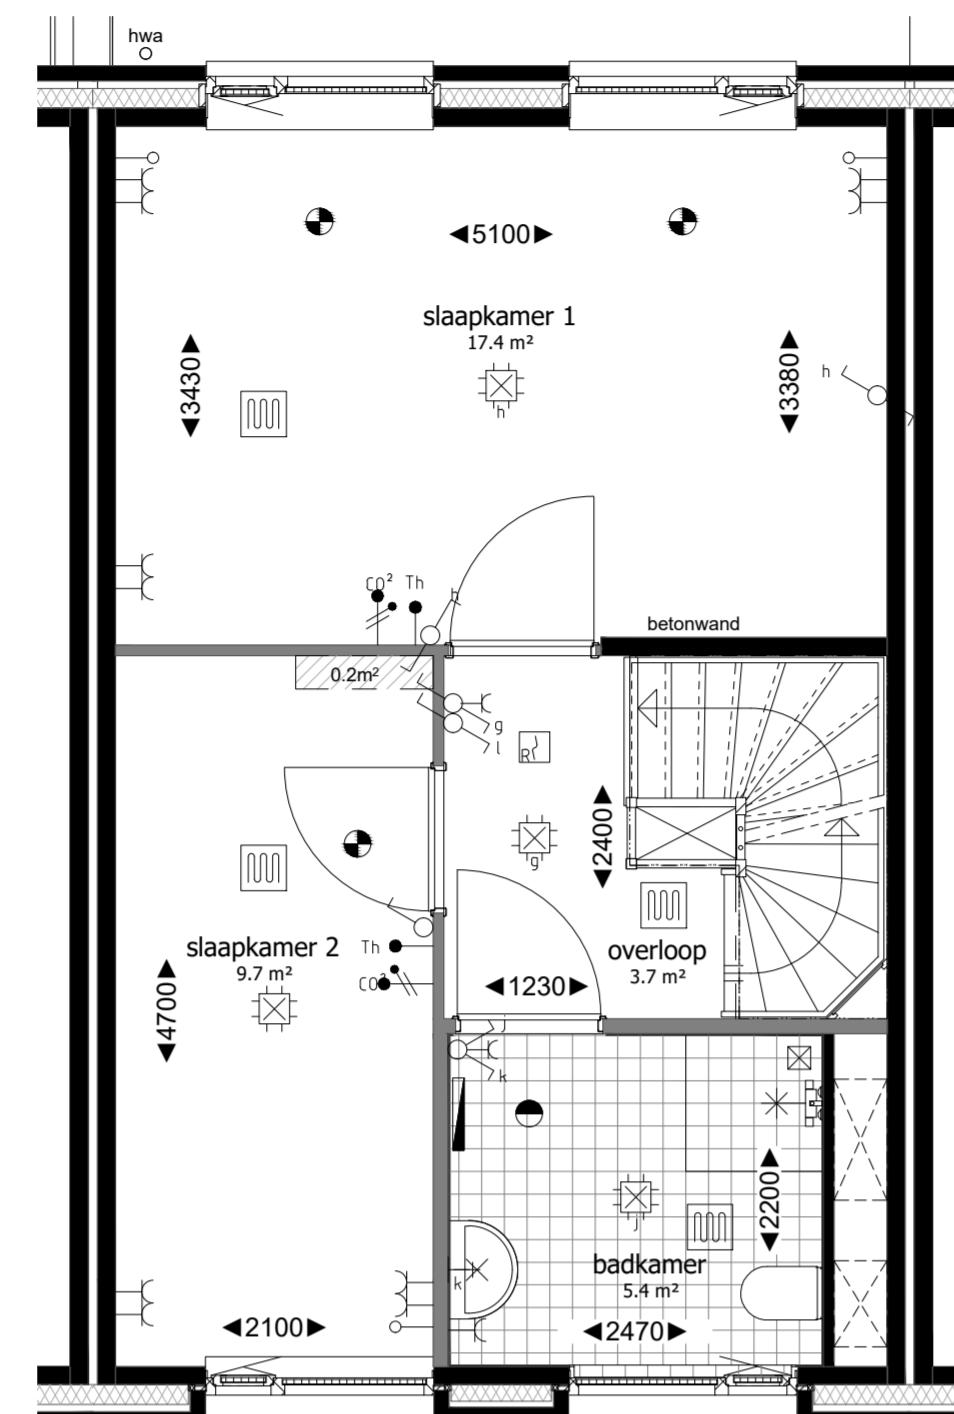 hwa
5100
slaapkamer 1
17.4 m²
3430
3380
h
h
CO²
Th
h
betonwand
0.2m²
g
l
R
2400
g
slaapkamer 2
9.7 m²
Th
CO²
overloop
3.7 m²
4700
1230
j
k
2200
j
badkamer
5.4 m²
k
2100
2470